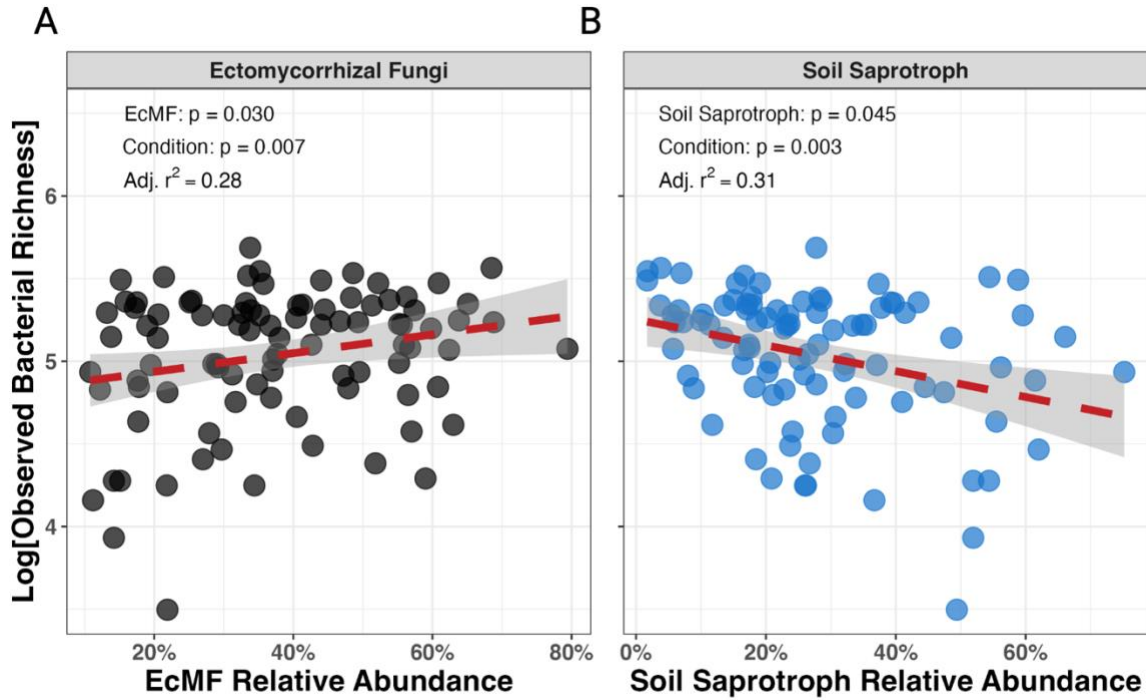 A
B
Ectomycorrhizal Fungi
Soil Saprotroph
EcMF: p = 0.030
Condition: p = 0.007
Adj. r² = 0.28
Soil Saprotroph: p = 0.045
Condition: p = 0.003
Adj. r² = 0.31
Log[Observed Bacterial Richness]
6
5
4
20%
40%
60%
80%
0%
20%
40%
60%
EcMF Relative Abundance
Soil Saprotroph Relative Abundance